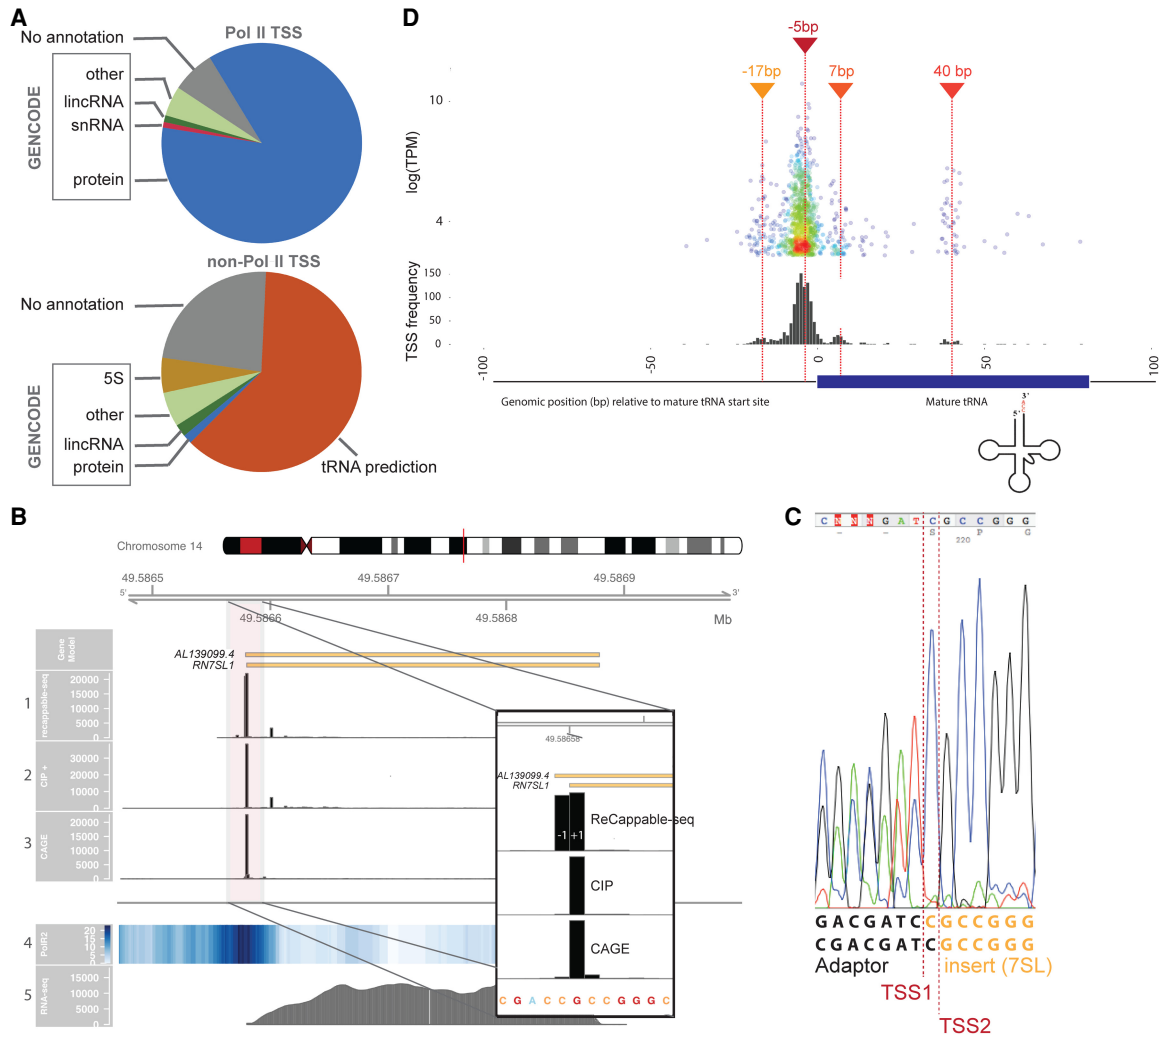 A
Pol II TSS
No annotation
GENCODE
other
lincRNA
snRNA
protein
non-Pol II TSS
No annotation
GENCODE
5S
other
lincRNA
protein
tRNA prediction
D
-5bp
-17bp
7bp
40 bp
log(TPM)
10
4
TSS frequency
150
100
50
0
-100
-50
0
50
100
Genomic position (bp) relative to mature tRNA start site
Mature tRNA
5'
3'
B
Chromosome 14
49.5865
49.5867
49.5869
5'
3'
49.5866
49.5868
Mb
Gene Model
AL139099.4
RN7SL1
1
recappable-seq
20000
15000
10000
5000
0
2
CIP +
30000
20000
10000
0
3
CAGE
20000
15000
10000
5000
0
4
PolR2
20
15
10
5
0
5
RNA-seq
15000
10000
5000
0
49.58658
AL139099.4
RN7SL1
ReCappable-seq
-1 +1
CIP
CAGE
C G A C C G C C G G G C
C
C N N N G A T C G C C G G G
S P G
220
G A C G A T C C G C C G G G
C G A C G A T C G C C G G G
Adaptor
insert (7SL)
TSS1
TSS2